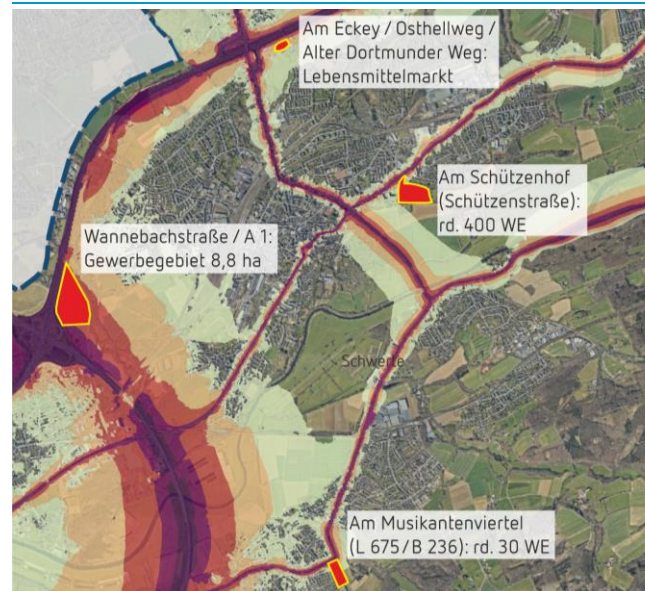 Am Eckey / Osthellweg /
Alter Dortmunder Weg:
Lebensmittelmarkt
Am Schützenhof
(Schützenstraße):
rd. 400 WE
Wannebachstraße / A 1:
Gewerbegebiet 8,8 ha
Schwerte
Am Musikantenviertel
(L 675/B 236): rd. 30 WE